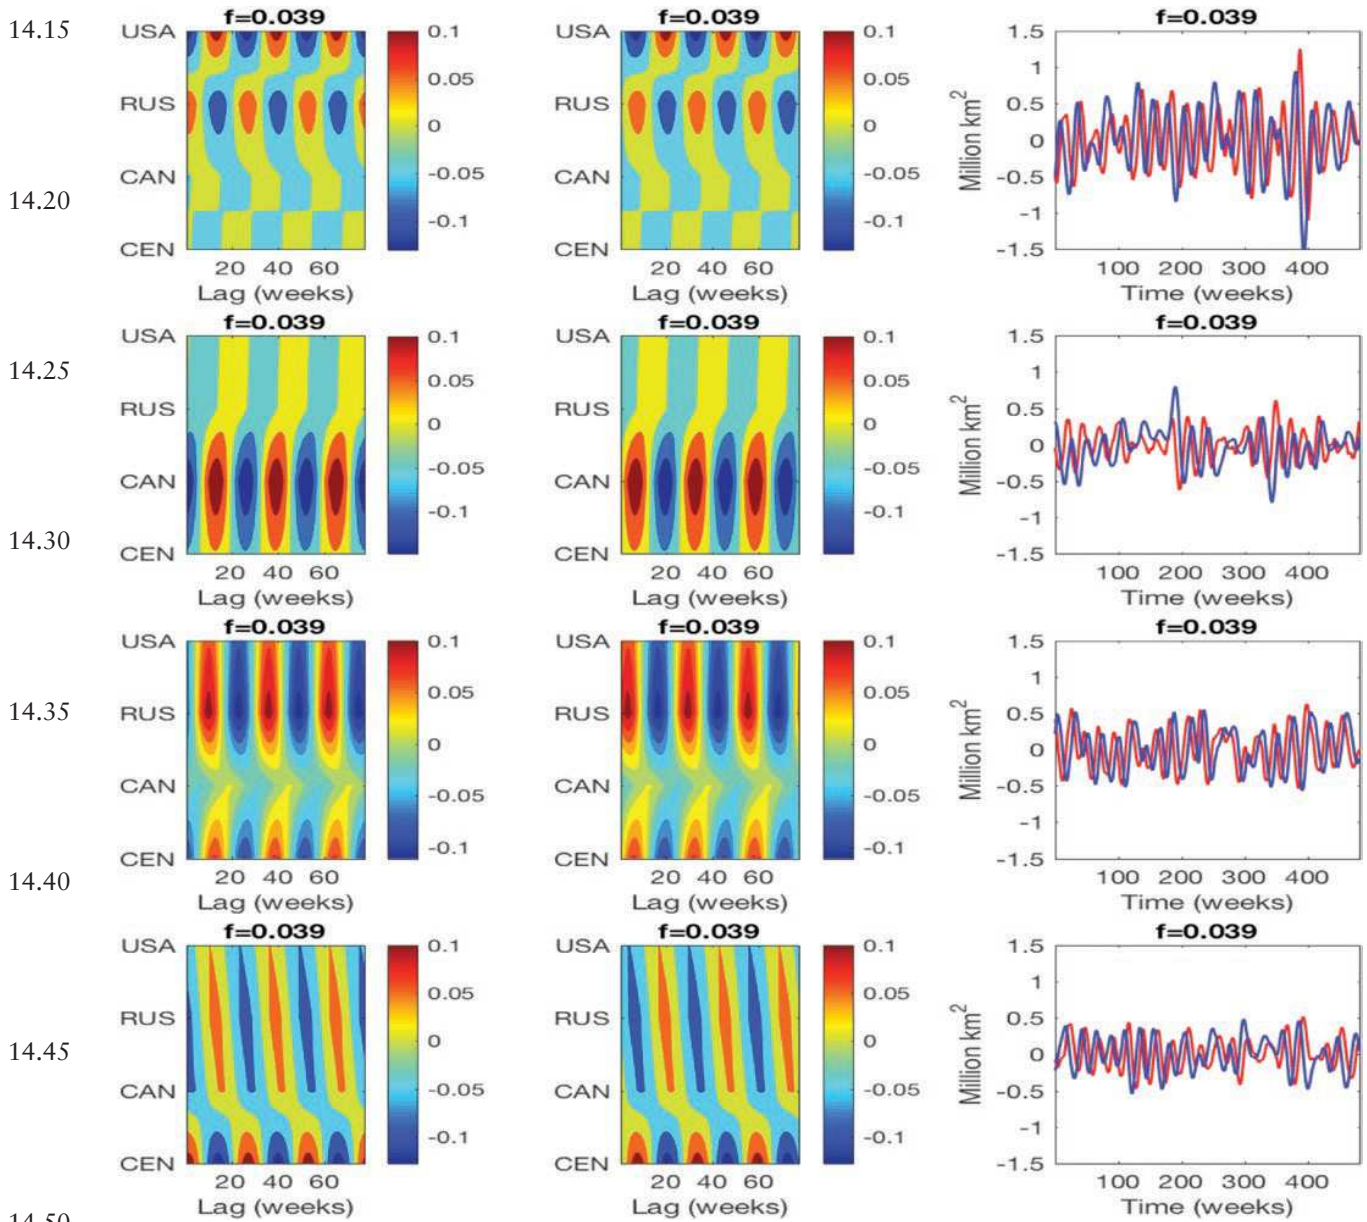 14.15
14.20
14.25
14.30
14.35
14.40
14.45
14.50
f=0.039 f=0.039 f=0.039
USA 0.1 USA 0.1 1.5
0.05 0.05 1
RUS RUS 0.5
0 0 0
CAN -0.05 CAN -0.05 -0.5
-0.1 -0.1 -1
CEN CEN -1.5
20 40 60 20 40 60 100 200 300 400
Lag (weeks) Lag (weeks) Time (weeks)
Million km²
f=0.039 f=0.039 f=0.039
USA 0.1 USA 0.1 1.5
0.05 0.05 1
RUS RUS 0.5
0 0 0
CAN -0.05 CAN -0.05 -0.5
-0.1 -0.1 -1
CEN CEN -1.5
20 40 60 20 40 60 100 200 300 400
Lag (weeks) Lag (weeks) Time (weeks)
Million km²
f=0.039 f=0.039 f=0.039
USA 0.1 USA 0.1 1.5
0.05 0.05 1
RUS RUS 0.5
0 0 0
CAN -0.05 CAN -0.05 -0.5
-0.1 -0.1 -1
CEN CEN -1.5
20 40 60 20 40 60 100 200 300 400
Lag (weeks) Lag (weeks) Time (weeks)
Million km²
f=0.039 f=0.039 f=0.039
USA 0.1 USA 0.1 1.5
0.05 0.05 1
RUS RUS 0.5
0 0 0
CAN -0.05 CAN -0.05 -0.5
-0.1 -0.1 -1
CEN CEN -1.5
20 40 60 20 40 60 100 200 300 400
Lag (weeks) Lag (weeks) Time (weeks)
Million km²